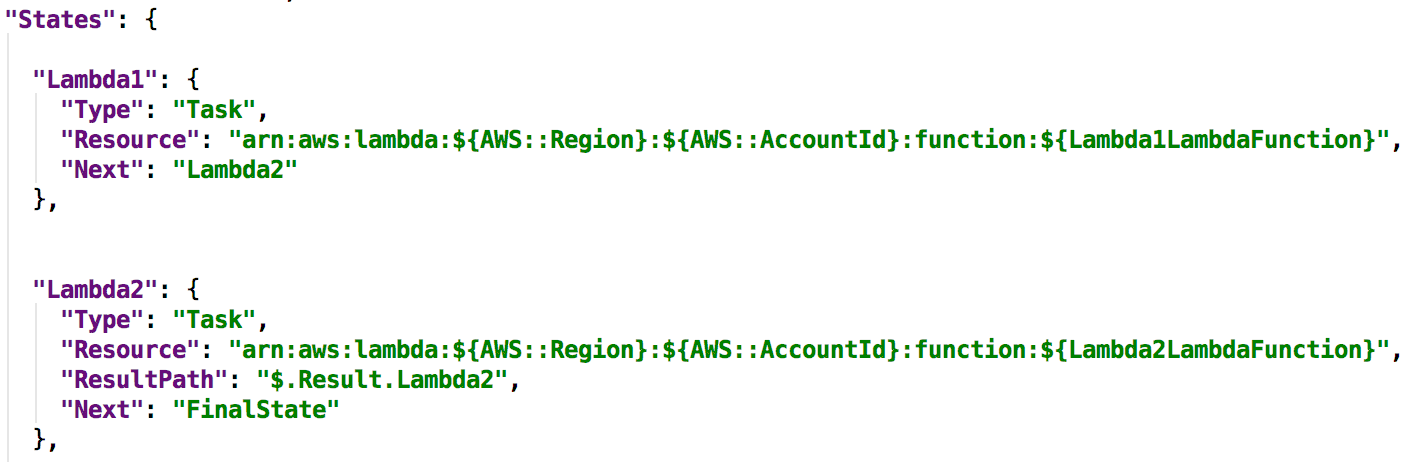 "States": {
"Lambda1": {
"Type": "Task",
"Resource": "arn:aws:lambda:${AWS::Region}:${AWS::AccountId}:function:${Lambda1LambdaFunction}",
"Next": "Lambda2"
},
"Lambda2": {
"Type": "Task",
"Resource": "arn:aws:lambda:${AWS::Region}:${AWS::AccountId}:function:${Lambda2LambdaFunction}",
"ResultPath": "$.Result.Lambda2",
"Next": "FinalState"
},